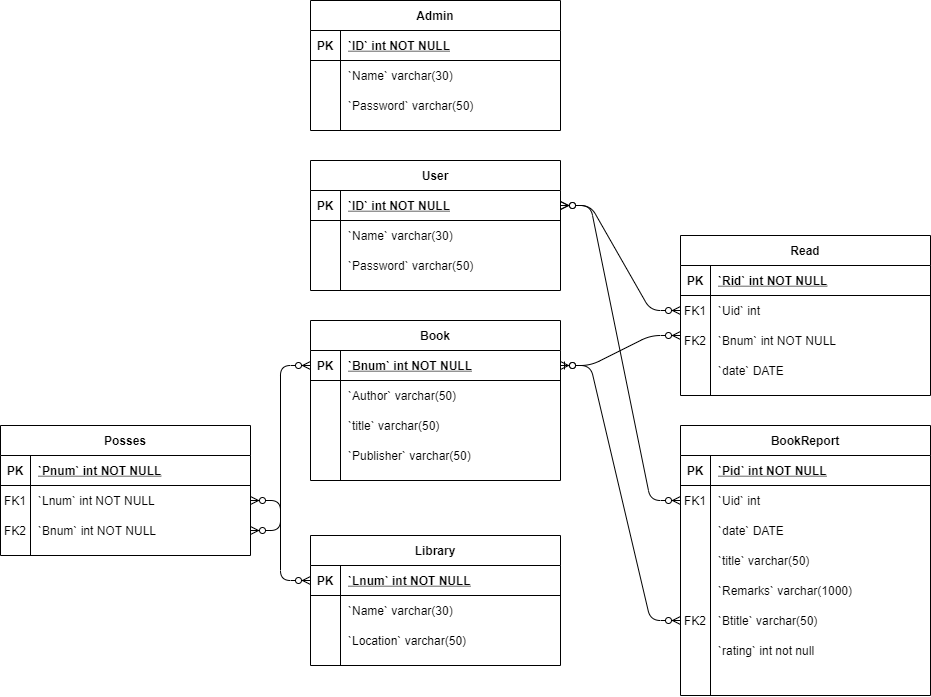 Admin
PK `ID` int NOT NULL
`Name` varchar(30)
`Password` varchar(50)
User
PK `ID` int NOT NULL
`Name` varchar(30)
`Password` varchar(50)
Read
PK `Rid` int NOT NULL
FK1 `Uid` int
FK2 `Bnum` int NOT NULL
`date` DATE
Book
PK `Bnum` int NOT NULL
`Author` varchar(50)
`title` varchar(50)
`Publisher` varchar(50)
Posses
PK `Pnum` int NOT NULL
FK1 `Lnum` int NOT NULL
FK2 `Bnum` int NOT NULL
BookReport
PK `Pid` int NOT NULL
FK1 `Uid` int
`date` DATE
`title` varchar(50)
`Remarks` varchar(1000)
FK2 `Btitle` varchar(50)
`rating` int not null
Library
PK `Lnum` int NOT NULL
`Name` varchar(30)
`Location` varchar(50)